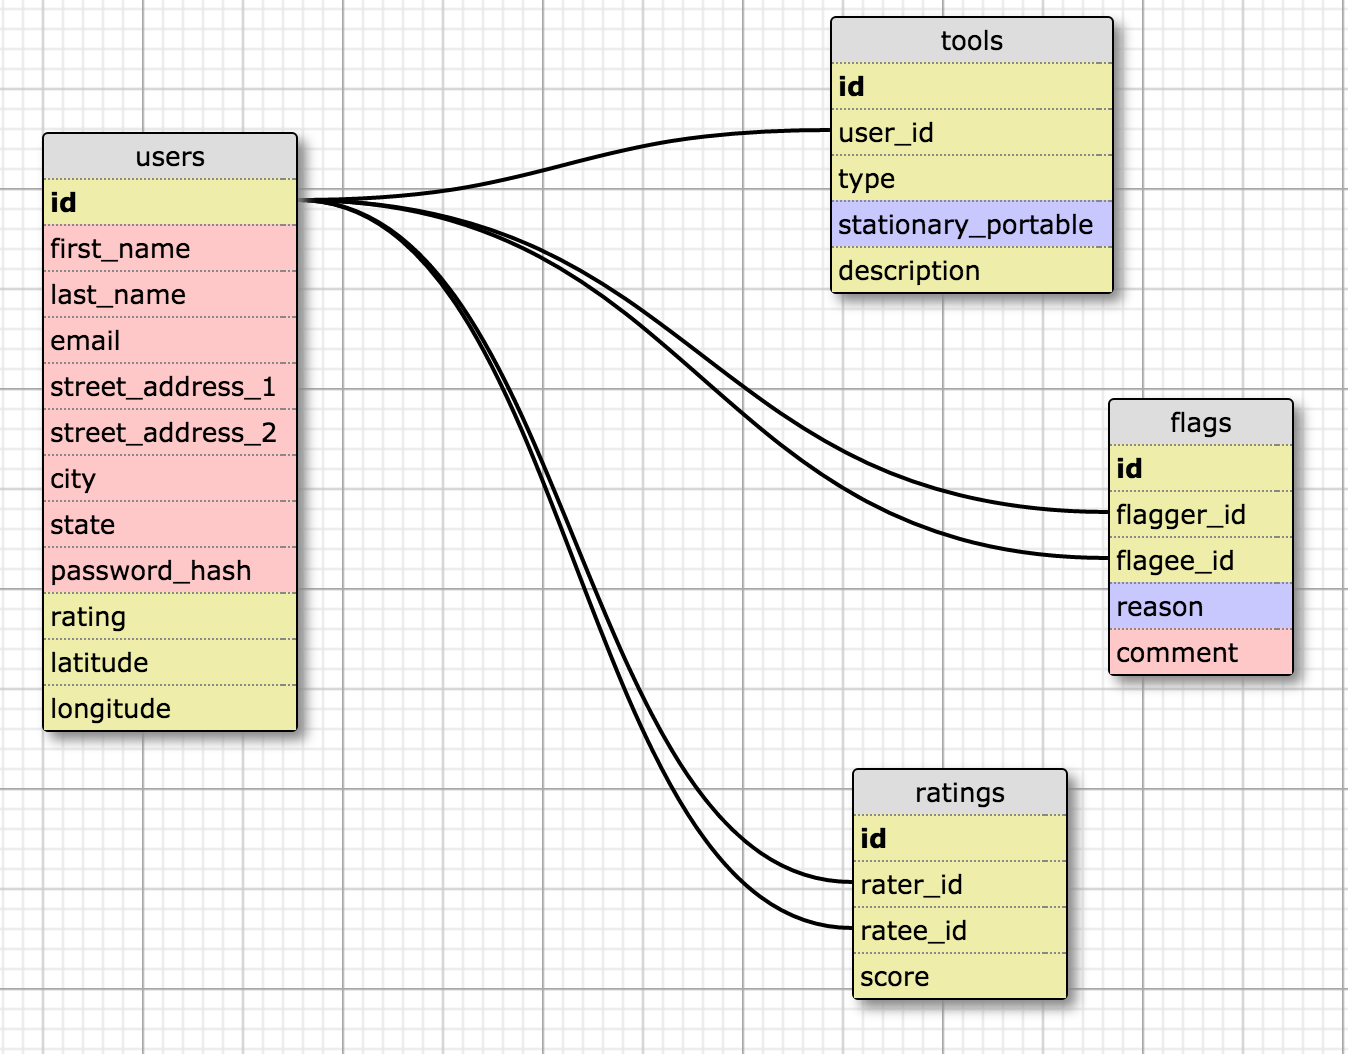 users
id
first_name
last_name
email
street_address_1
street_address_2
city
state
password_hash
rating
latitude
longitude
tools
id
user_id
type
stationary_portable
description
flags
id
flagger_id
flagee_id
reason
comment
ratings
id
rater_id
ratee_id
score